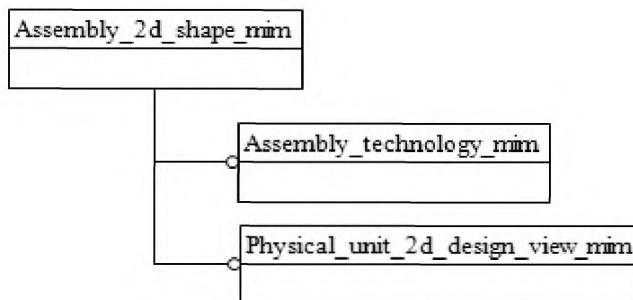 Assembly_2d_shape_mim
Assembly_technology_mim
Physical_unit_2d_design_view_mim